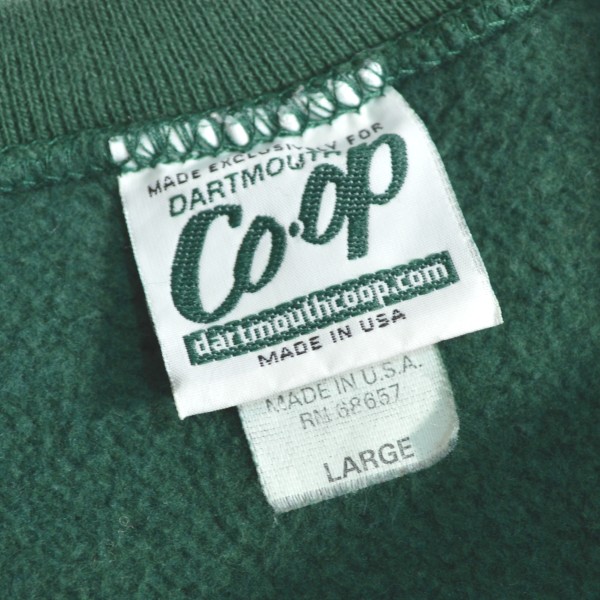 MADE EXCLUSIVELY FOR
DARTMOUTH
Co-op
dartmouthcoop.com
MADE IN USA
MADE IN U.S.A.
RN 68657
LARGE